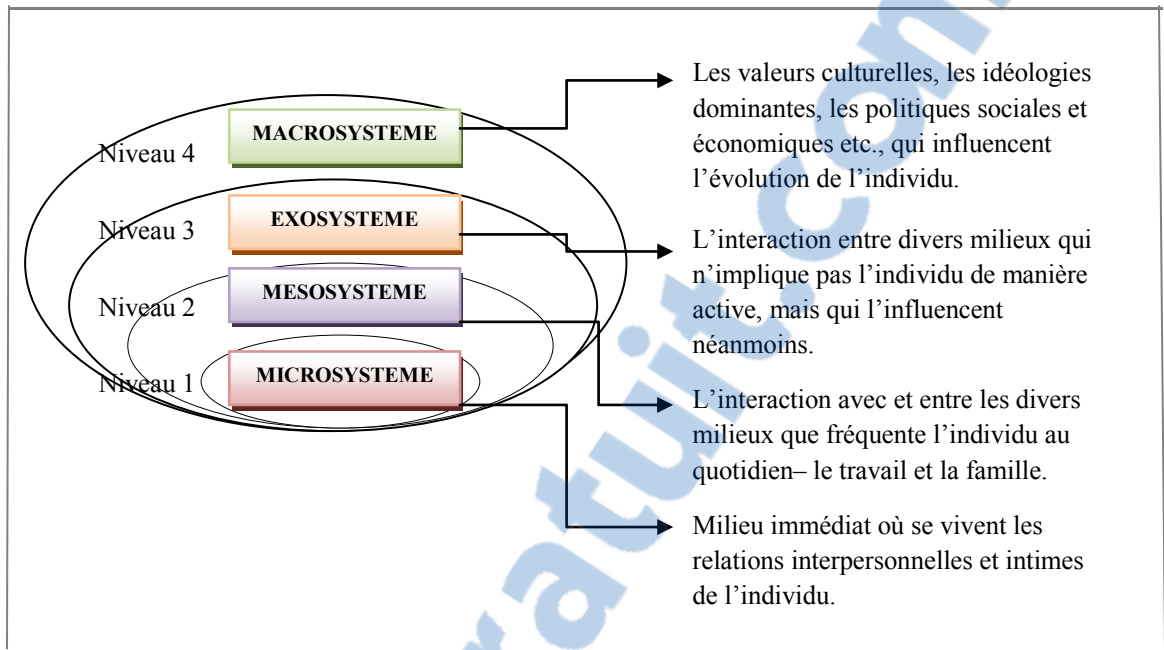 Les valeurs culturelles, les idéologies
dominantes, les politiques sociales et
économiques etc., qui influencent
l’évolution de l’individu.
MACROSYSTEME
Niveau 4
EXOSYSTEME
Niveau 3
L’interaction entre divers milieux qui
n’implique pas l’individu de manière
active, mais qui l’influencent
néanmoins.
MESOSYSTEME
Niveau 2
MICROSYSTEME
Niveau 1
L’interaction avec et entre les divers
milieux que fréquente l’individu au
quotidien– le travail et la famille.
Milieu immédiat où se vivent les
relations interpersonnelles et intimes
de l’individu.
ratuit.com